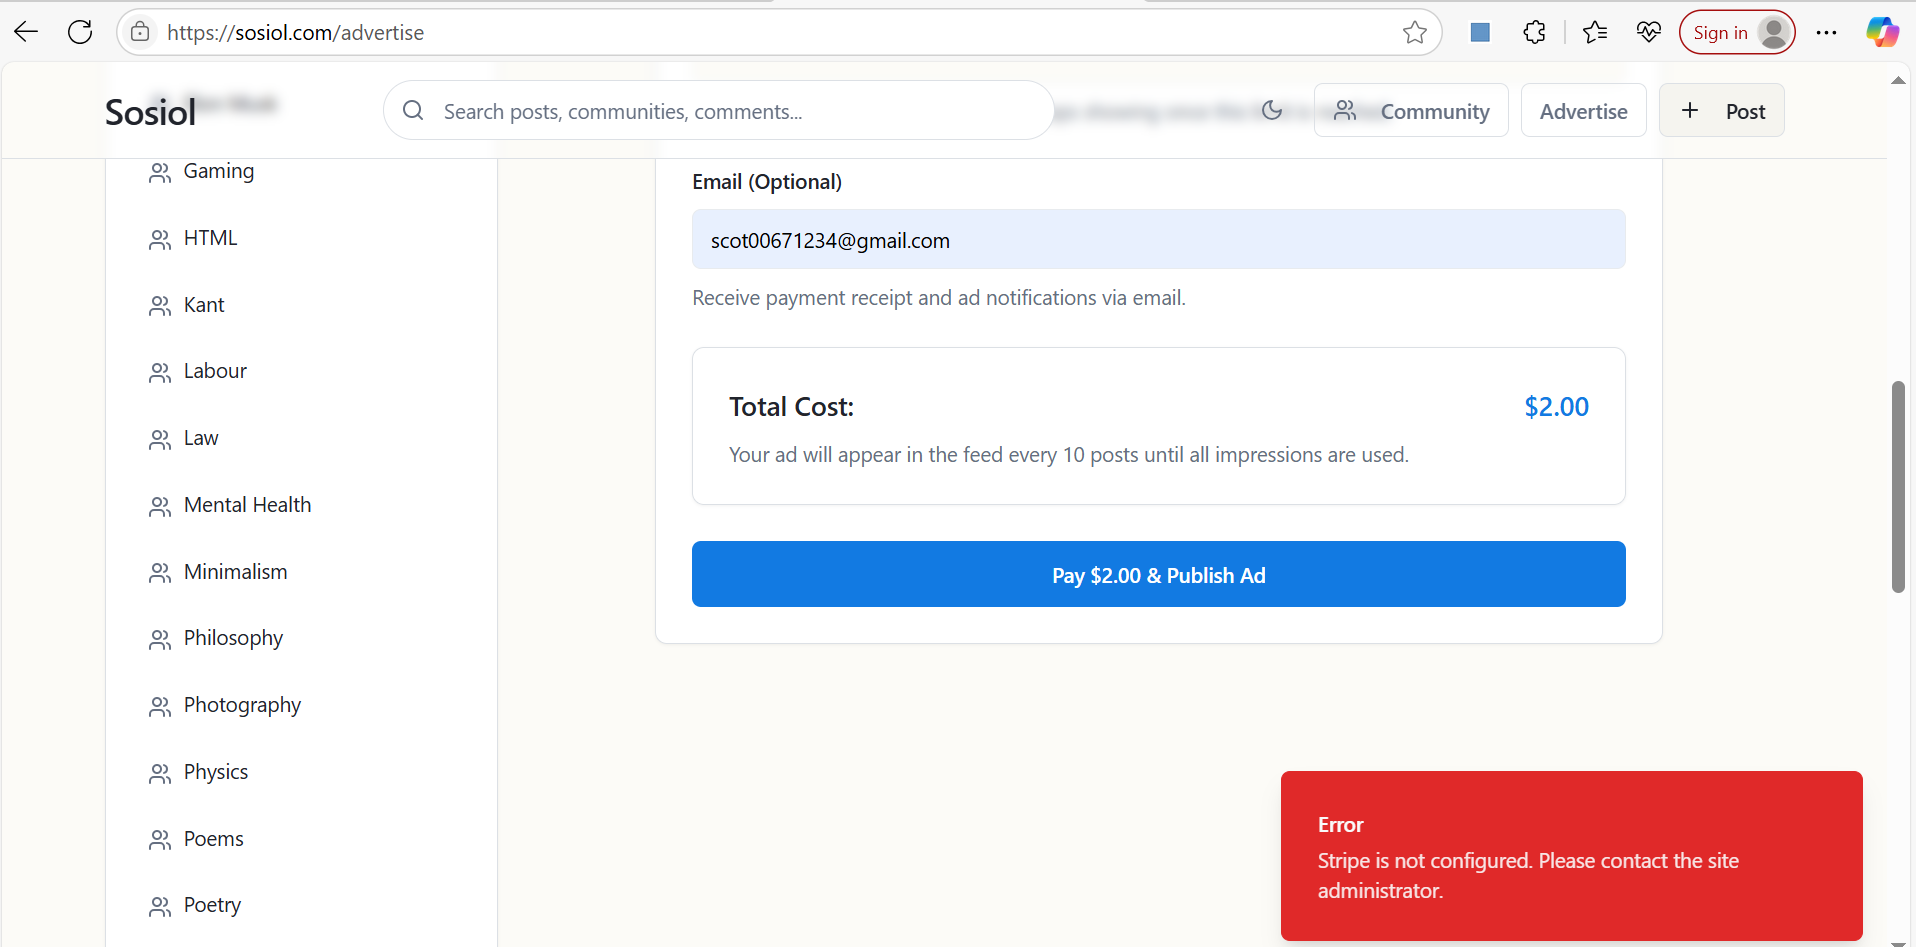 https://sosiol.com/advertise
Sign in
Sosiol
Search posts, communities, comments...
Community
Advertise
+ Post
Gaming
HTML
Kant
Labour
Law
Mental Health
Minimalism
Philosophy
Photography
Physics
Poems
Poetry
Email (Optional)
scot00671234@gmail.com
Receive payment receipt and ad notifications via email.
Total Cost:
$2.00
Your ad will appear in the feed every 10 posts until all impressions are used.
Pay $2.00 & Publish Ad
Error
Stripe is not configured. Please contact the site
administrator.